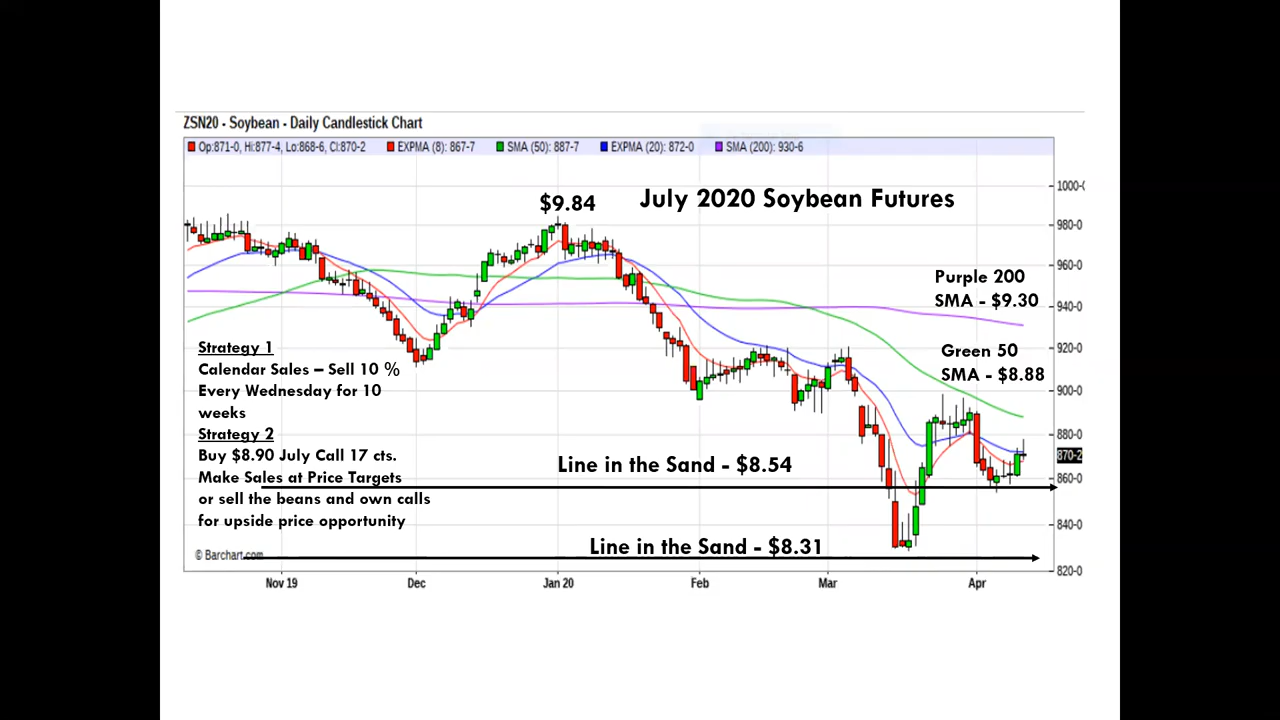 ZSN20 - Soybean - Daily Candlestick Chart
Op:871-0, Hi:877-4, Lo:868-6, Cl:870-2 EXPMA (8): 867-7 SMA (50): 887-7 EXPMA (20): 872-0 SMA (200): 930-6
$9.84
July 2020 Soybean Futures
1000-0
980-0
960-0
940-0
920-0
900-0
880-0
870-2
860-0
840-0
820-0
Purple 200
SMA - $9.30
Green 50
SMA - $8.88
Strategy 1
Calendar Sales – Sell 10 %
Every Wednesday for 10
weeks
Strategy 2
Buy $8.90 July Call 17 cts.
Make Sales at Price Targets
or sell the beans and own calls
for upside price opportunity
Line in the Sand - $8.54
Line in the Sand - $8.31
© Barchart.com
Nov 19 Dec Jan 20 Feb Mar Apr